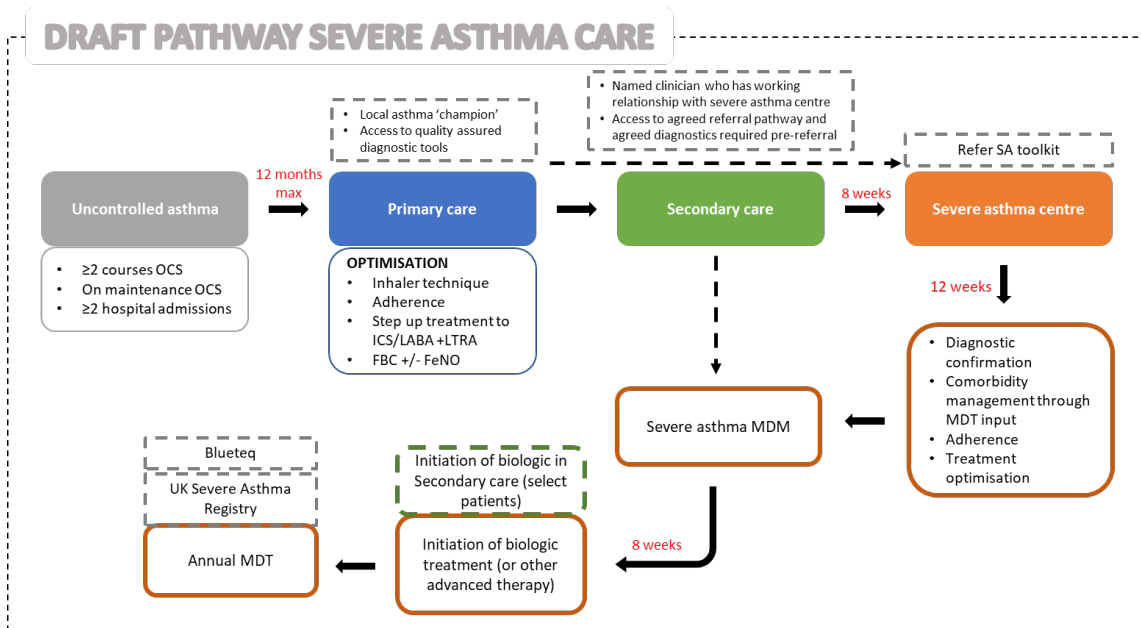 DRAFT PATHWAY SEVERE ASTHMA CARE
• Local asthma ‘champion’
• Access to quality assured
diagnostic tools
• Named clinician who has working
relationship with severe asthma centre
• Access to agreed referral pathway and
agreed diagnostics required pre-referral
Refer SA toolkit
Uncontrolled asthma
12 months
max
Primary care
Secondary care
8 weeks
Severe asthma centre
• ≥2 courses OCS
• On maintenance OCS
• ≥2 hospital admissions
OPTIMISATION
• Inhaler technique
• Adherence
• Step up treatment to
ICS/LABA +LTRA
• FBC +/- FeNO
12 weeks
• Diagnostic
confirmation
• Comorbidity
management through
MDT input
• Adherence
• Treatment
optimisation
Severe asthma MDM
8 weeks
Initiation of biologic in
Secondary care (select
patients)
Initiation of biologic
treatment (or other
advanced therapy)
Blueteq
UK Severe Asthma
Registry
Annual MDT